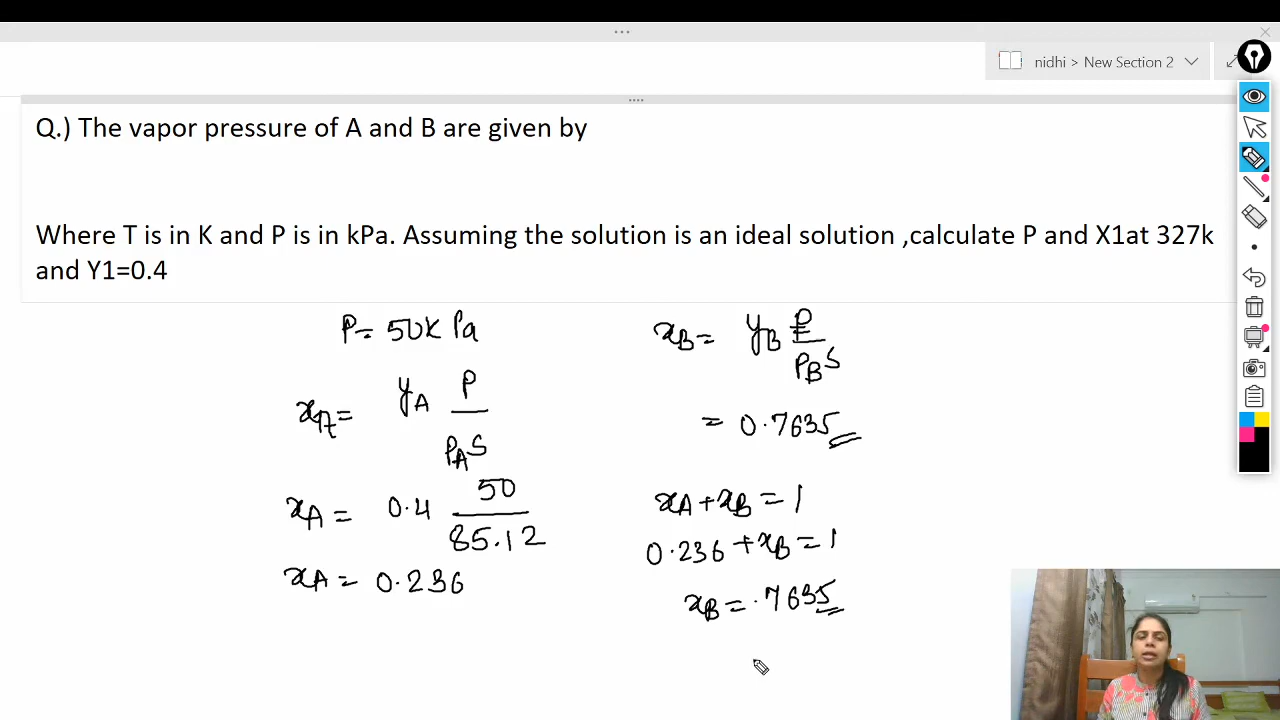 nidhi > New Section 2
Q.) The vapor pressure of A and B are given by
Where T is in K and P is in kPa. Assuming the solution is an ideal solution ,calculate P and X1at 327k
and Y1=0.4
P= 50k Pa
xA= yA P / PAS
xA = 0.4 50 / 85.12
xA = 0.236
xB= yB P / PBS
= 0.7635
xA+xB=1
0.236+xB=1
xB=.7635